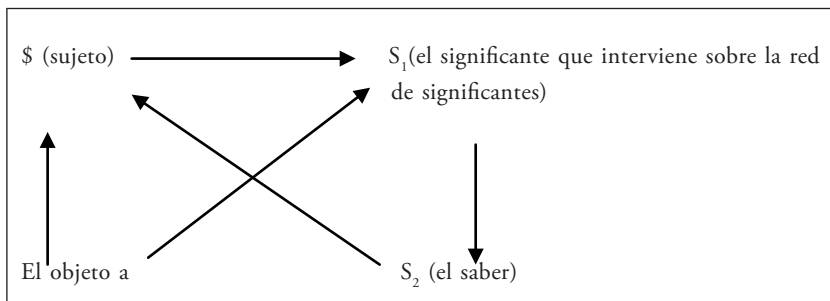 $ (sujeto)
S₁(el significante que interviene sobre la red
de significantes)
El objeto a
S₂ (el saber)